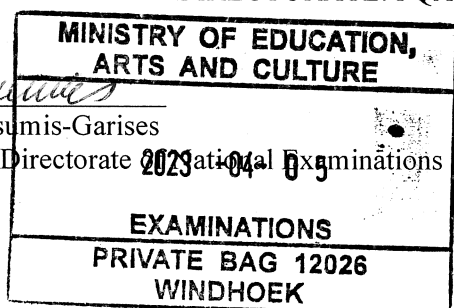 MINISTRY OF EDUCATION,
ARTS AND CULTURE
sumis-Garises
Directorate of National Examinations
2023 -04- 05
EXAMINATIONS
PRIVATE BAG 12026
WINDHOEK